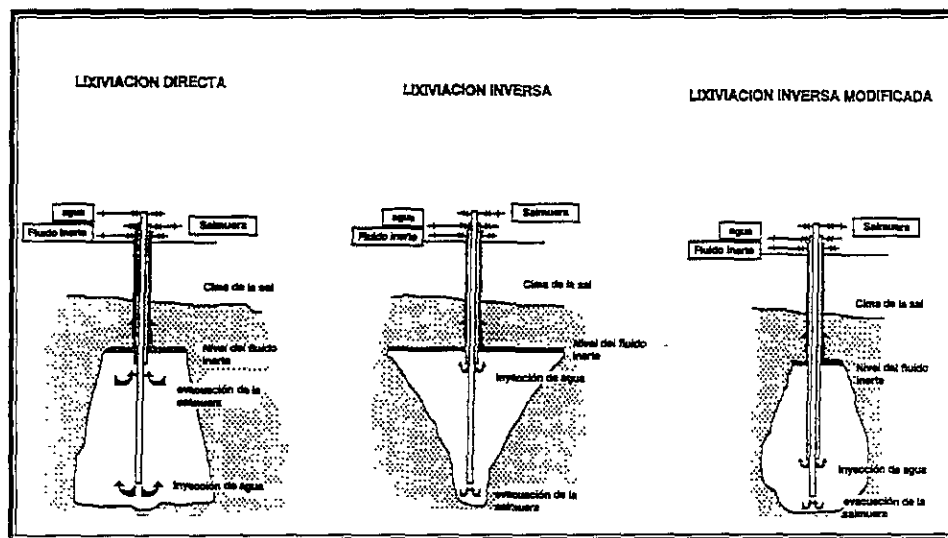 LIXIVIACION DIRECTA
agua
Fluido Inerte
Salmuera
Cima de la sal
Nivel del fluido
inerte
evacuación de la
salmuera
Inyección de agua
LIXIVIACION INVERSA
agua
Fluido Inerte
Salmuera
Cima de la sal
Nivel del fluido
inerte
Inyección de agua
evacuación de la
salmuera
LIXIVIACION INVERSA MODIFICADA
agua
Fluido Inerte
Salmuera
Cima de la sal
Nivel del fluido
inerte
Inyección de agua
evacuación de la
salmuera